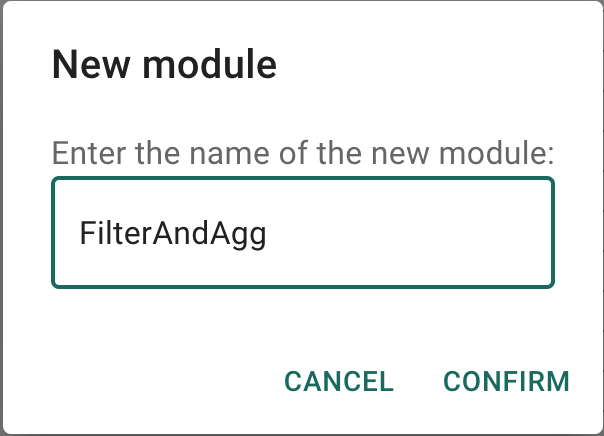 New module
Enter the name of the new module:
FilterAndAgg
CANCEL CONFIRM